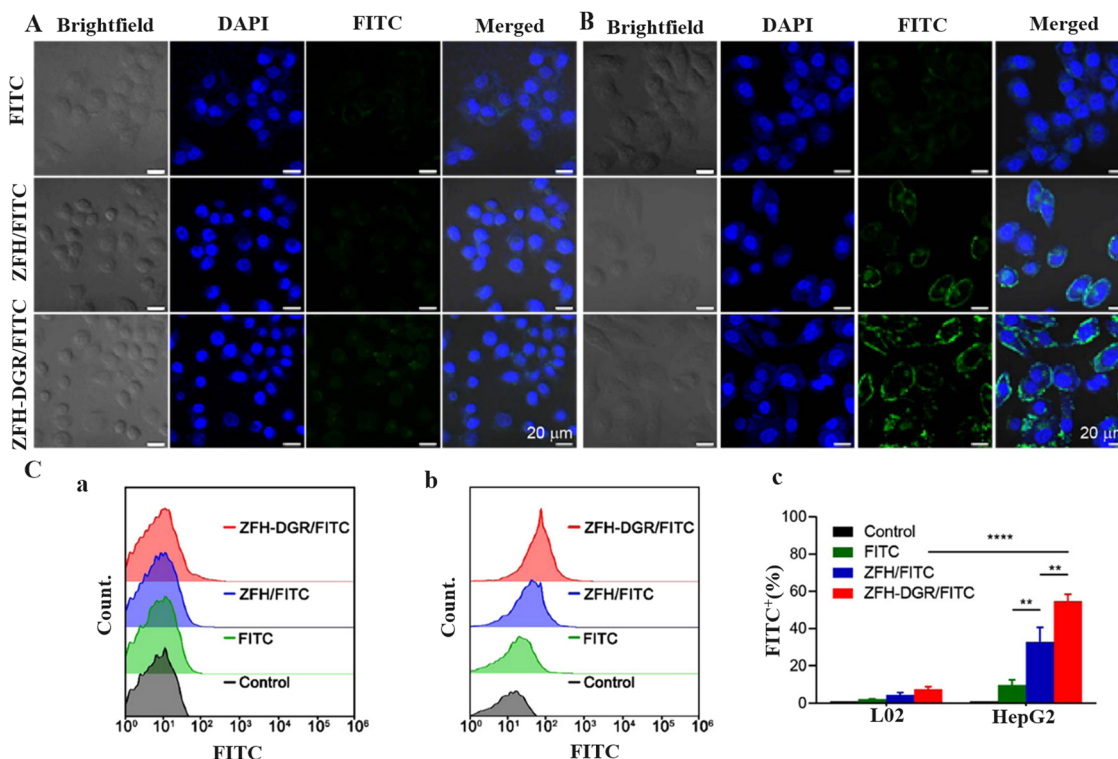 A Brightfield DAPI FITC Merged B Brightfield DAPI FITC Merged
FITC
ZFH/FITC
ZFH-DGR/FITC
20 μm 20 μm
C
a
ZFH-DGR/FITC
ZFH/FITC
FITC
Control
Count.
10⁰ 10¹ 10² 10³ 10⁴ 10⁵ 10⁶
FITC
b
ZFH-DGR/FITC
ZFH/FITC
FITC
Control
Count.
10⁰ 10² 10⁴ 10⁵ 10⁶
FITC
c
Control
FITC
ZFH/FITC
ZFH-DGR/FITC
****
**
**
FITC⁺(%)
100
80
60
40
20
0
L02 HepG2